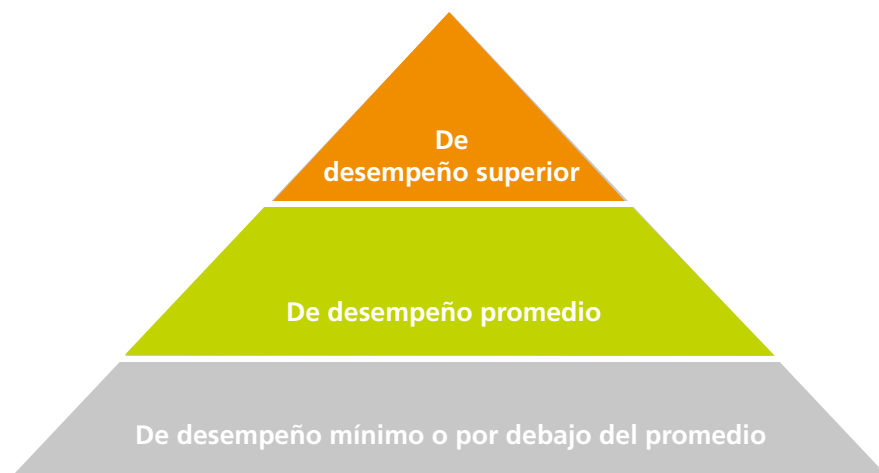 De
desempeño superior
De desempeño promedio
De desempeño mínimo o por debajo del promedio